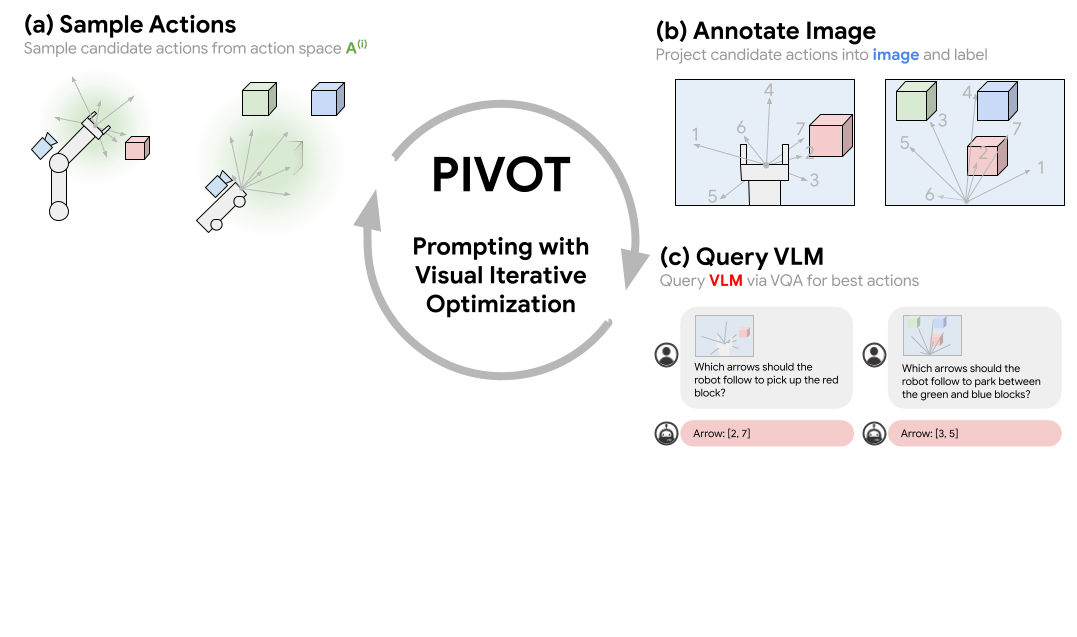 (a) Sample Actions
Sample candidate actions from action space A(i)
PIVOT
Prompting with
Visual Iterative
Optimization
(b) Annotate Image
Project candidate actions into image and label
1
6
4
7
2
3
5
4
3
5
7
2
1
6
(c) Query VLM
Query VLM via VQA for best actions
Which arrows should the
robot follow to pick up the red
block?
Arrow: [2, 7]
Which arrows should the
robot follow to park between
the green and blue blocks?
Arrow: [3, 5]